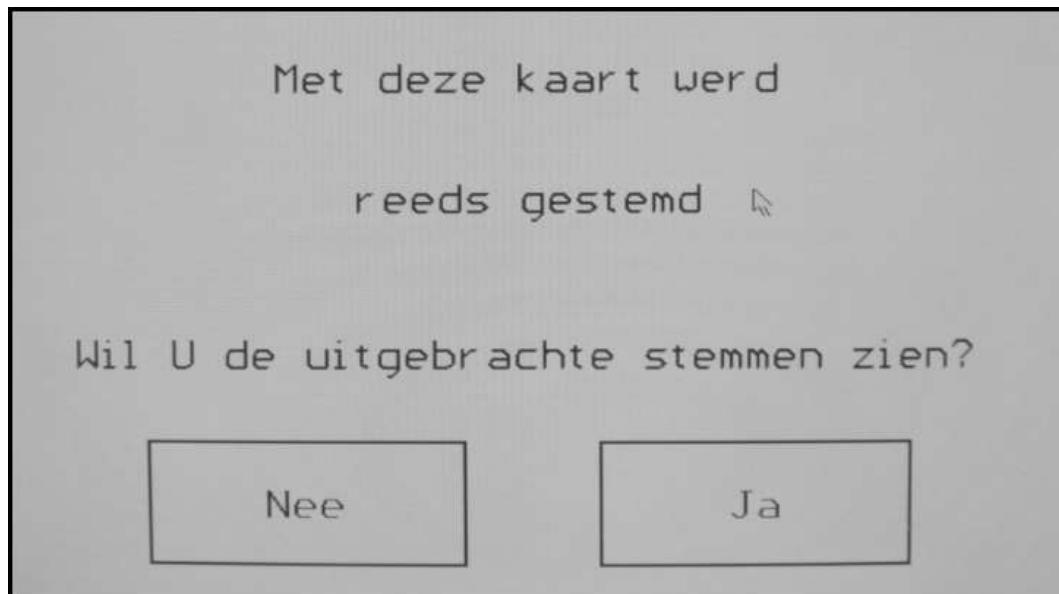 Met deze kaart werd
reeds gestemd
Wil U de uitgebrachte stemmen zien?
Nee Ja